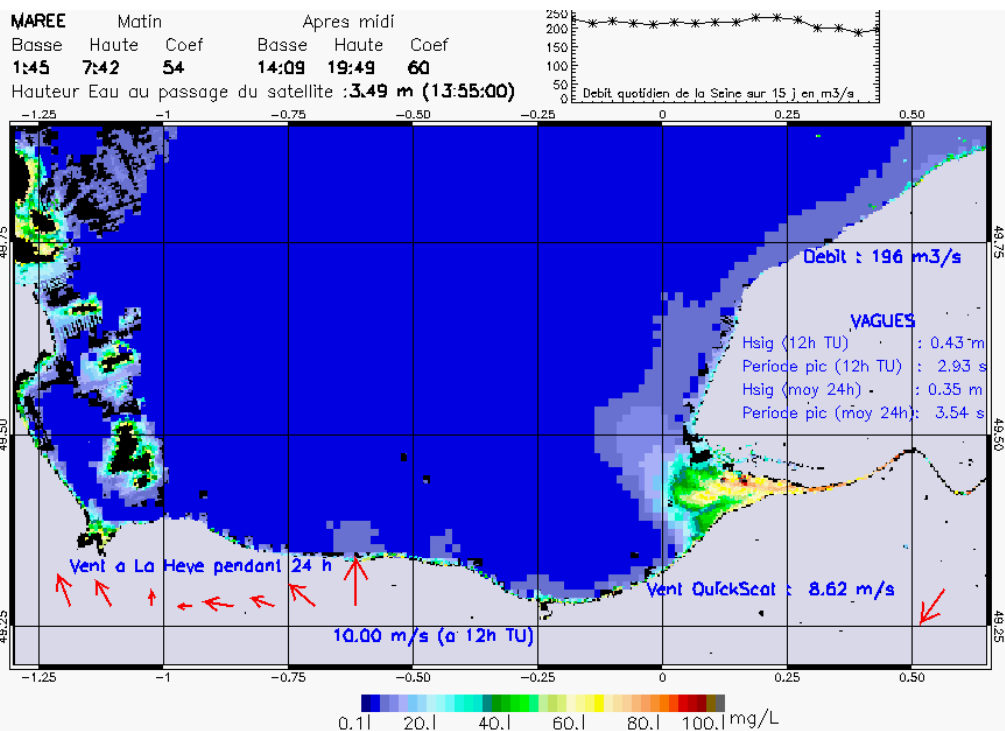 MAREE Matin Apres midi
Basse Haute Coef Basse Haute Coef
1:45 7:42 54 14:09 19:49 60
Hauteur Eau au passage du satellite :3.49 m (13:55:00)
250
200
150
100
50
0
Debit quotidien de la Seine sur 15 j en m3/s
-1.25 -1 -0.75 -0.50 -0.25 0 0.25 0.50
49.75 49.75
Debit : 196 m3/s
VAGUES
Hsig (12h TU) : 0.43 m
Periode pic (12h TU) : 2.93 s
Hsig (moy 24h) : 0.35 m
Periode pic (moy 24h): 3.54 s
49.50 49.50
Vent a La Heve pendant 24 h
Vent QuickScat : 8.62 m/s
49.25 49.25
10.00 m/s (a 12h TU)
-1.25 -1 -0.75 -0.50 -0.25 0 0.25 0.50
0.1| 20.1 40.1 60.1 80.1 100.1 mg/L